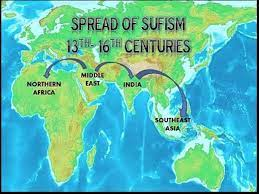 SPREAD OF SUFISM
13TH-16TH CENTURIES
MIDDLE
EAST
NORTHERN
AFRICA
INDIA
SOUTHEAST
ASIA